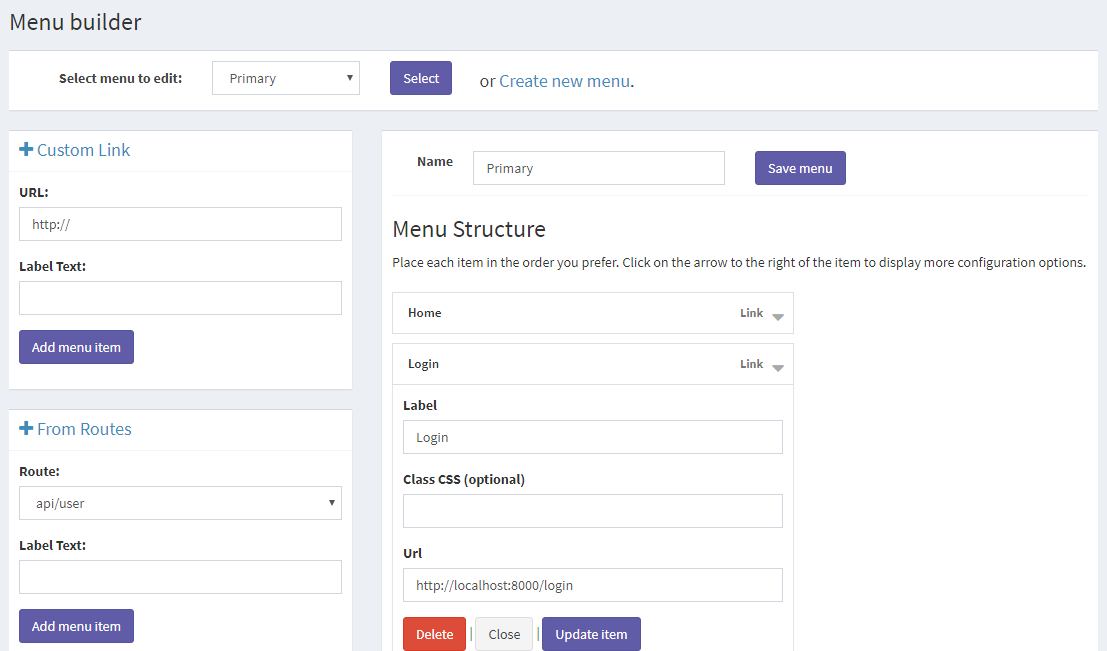 Menu builder
Select menu to edit: Primary Select or Create new menu.
Custom Link
URL:
http://
Label Text:
Add menu item
From Routes
Route:
api/user
Label Text:
Add menu item
Name Primary Save menu
Menu Structure
Place each item in the order you prefer. Click on the arrow to the right of the item to display more configuration options.
Home Link
Login Link
Label
Login
Class CSS (optional)
Url
http://localhost:8000/login
Delete | Close | Update item